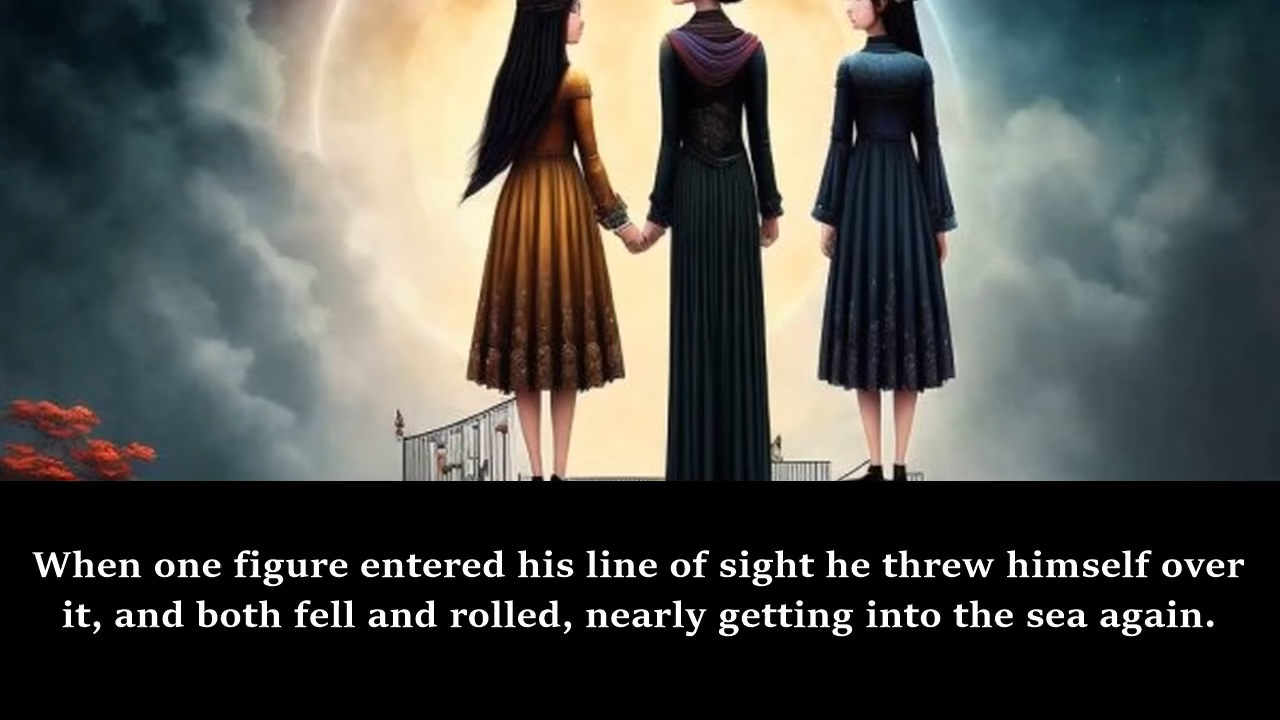 When one figure entered his line of sight he threw himself over
it, and both fell and rolled, nearly getting into the sea again.